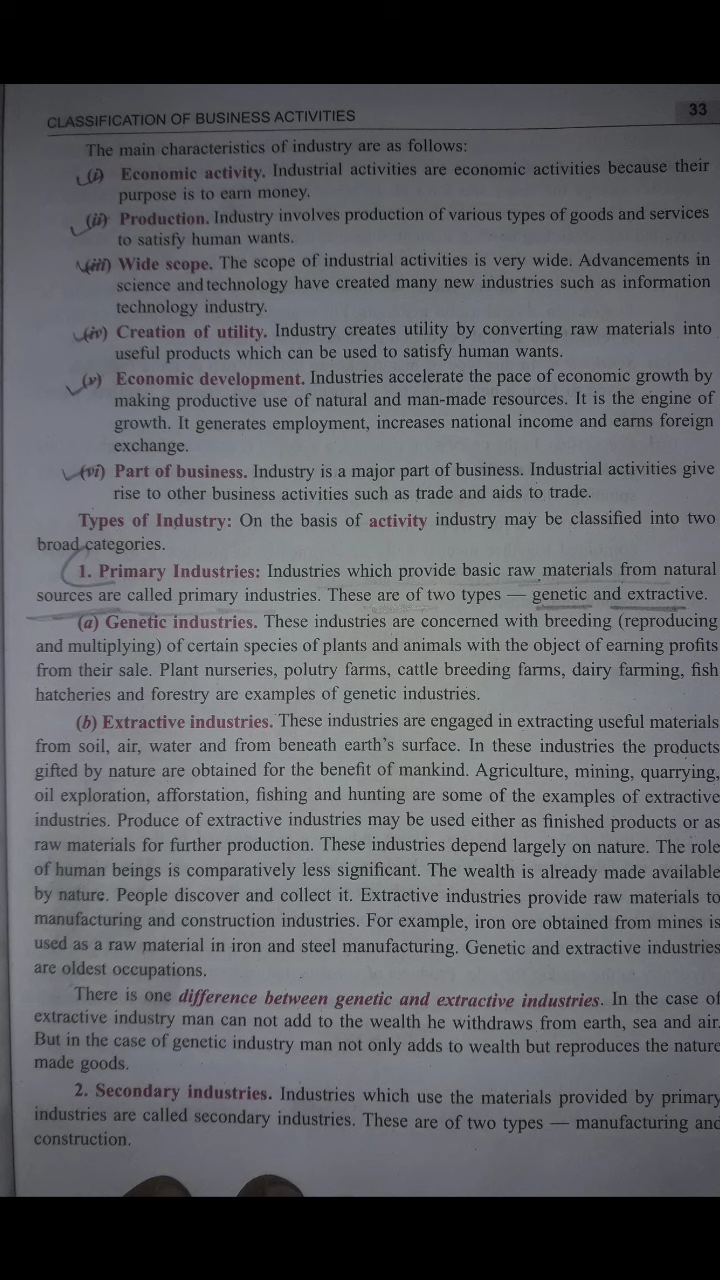 CLASSIFICATION OF BUSINESS ACTIVITIES 33
The main characteristics of industry are as follows:
(i) Economic activity. Industrial activities are economic activities because their
purpose is to earn money.
(ii) Production. Industry involves production of various types of goods and services
to satisfy human wants.
(iii) Wide scope. The scope of industrial activities is very wide. Advancements in
science and technology have created many new industries such as information
technology industry.
(iv) Creation of utility. Industry creates utility by converting raw materials into
useful products which can be used to satisfy human wants.
(v) Economic development. Industries accelerate the pace of economic growth by
making productive use of natural and man-made resources. It is the engine of
growth. It generates employment, increases national income and earns foreign
exchange.
(vi) Part of business. Industry is a major part of business. Industrial activities give
rise to other business activities such as trade and aids to trade.
Types of Industry: On the basis of activity industry may be classified into two
broad categories.
1. Primary Industries: Industries which provide basic raw materials from natural
sources are called primary industries. These are of two types — genetic and extractive.
(a) Genetic industries. These industries are concerned with breeding (reproducing
and multiplying) of certain species of plants and animals with the object of earning profits
from their sale. Plant nurseries, polutry farms, cattle breeding farms, dairy farming, fish
hatcheries and forestry are examples of genetic industries.
(b) Extractive industries. These industries are engaged in extracting useful materials
from soil, air, water and from beneath earth's surface. In these industries the products
gifted by nature are obtained for the benefit of mankind. Agriculture, mining, quarrying,
oil exploration, afforstation, fishing and hunting are some of the examples of extractive
industries. Produce of extractive industries may be used either as finished products or as
raw materials for further production. These industries depend largely on nature. The role
of human beings is comparatively less significant. The wealth is already made available
by nature. People discover and collect it. Extractive industries provide raw materials to
manufacturing and construction industries. For example, iron ore obtained from mines is
used as a raw material in iron and steel manufacturing. Genetic and extractive industries
are oldest occupations.
There is one difference between genetic and extractive industries. In the case of
extractive industry man can not add to the wealth he withdraws from earth, sea and air.
But in the case of genetic industry man not only adds to wealth but reproduces the nature
made goods.
2. Secondary industries. Industries which use the materials provided by primary
industries are called secondary industries. These are of two types — manufacturing and
construction.